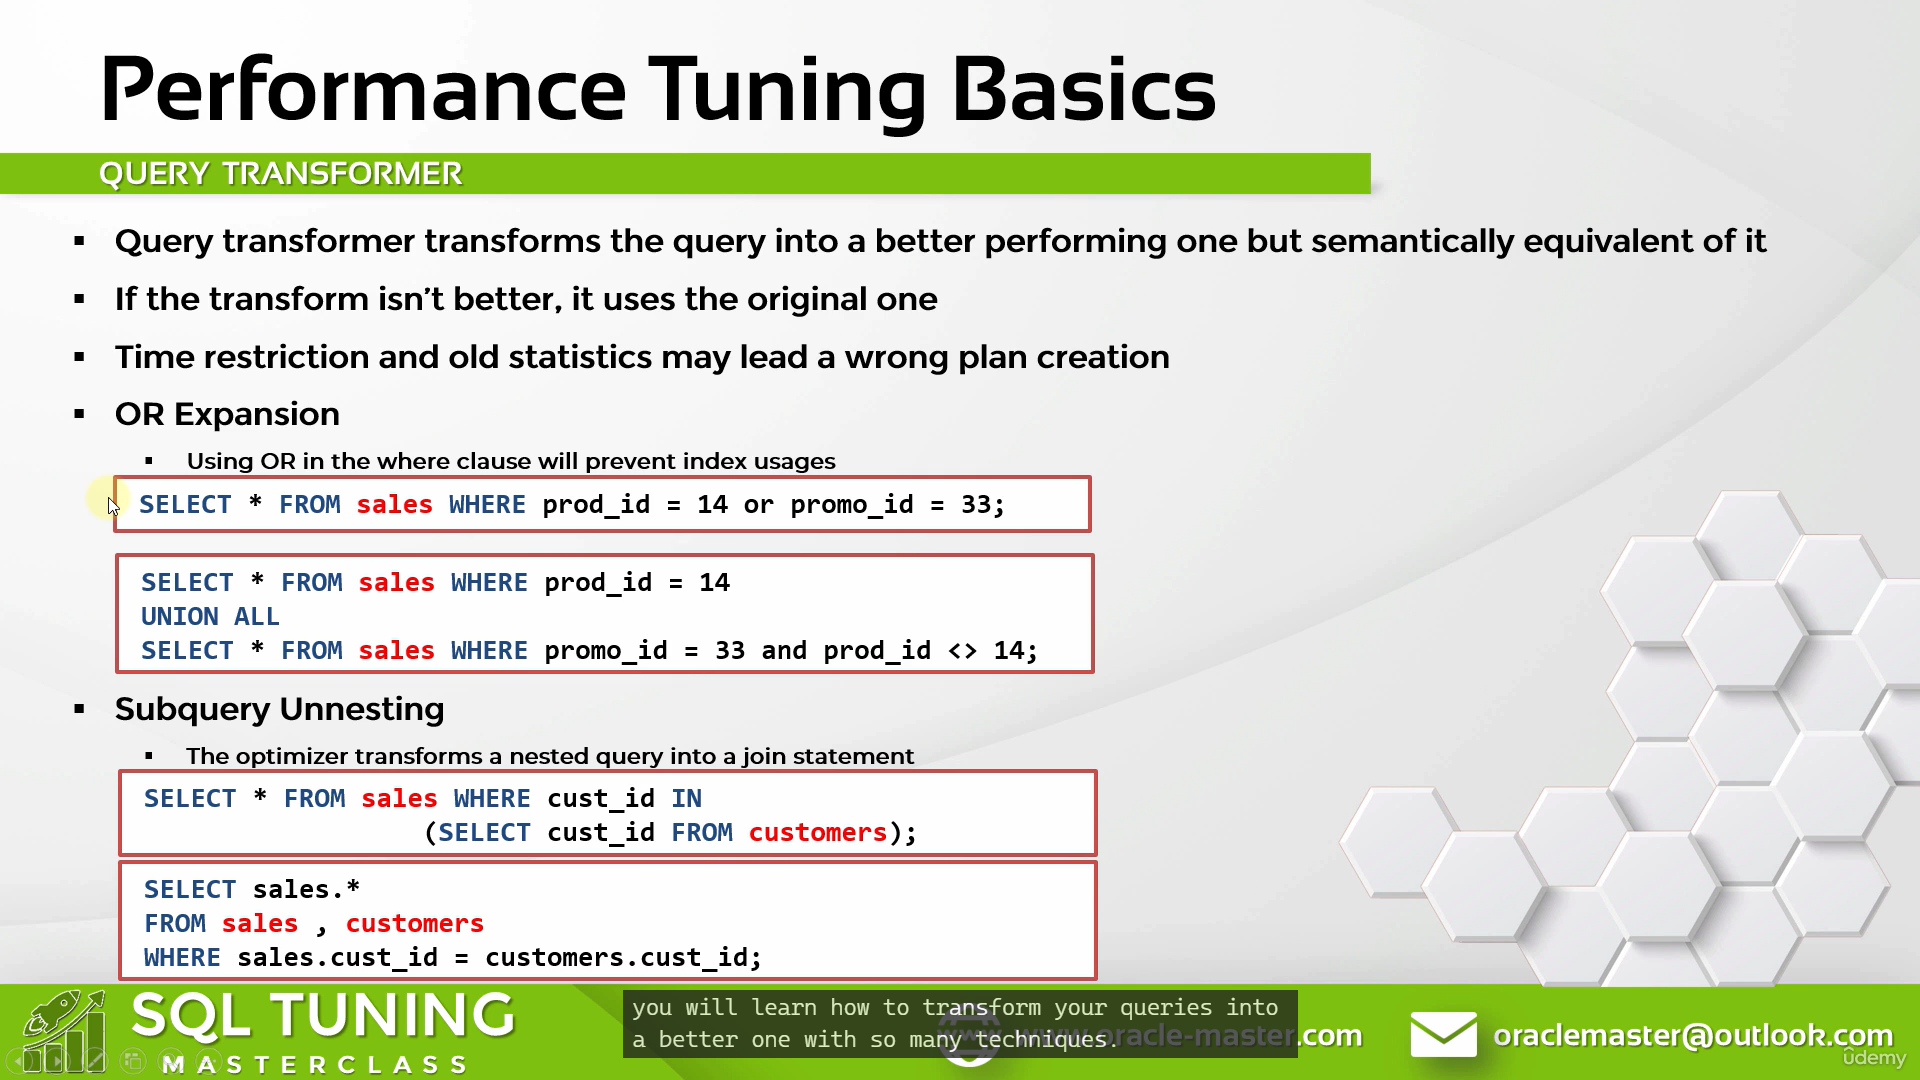 Performance Tuning Basics
QUERY TRANSFORMER
▪ Query transformer transforms the query into a better performing one but semantically equivalent of it
▪ If the transform isn't better, it uses the original one
▪ Time restriction and old statistics may lead a wrong plan creation
▪ OR Expansion
▪ Using OR in the where clause will prevent index usages
SELECT * FROM sales WHERE prod_id = 14 or promo_id = 33;
SELECT * FROM sales WHERE prod_id = 14
UNION ALL
SELECT * FROM sales WHERE promo_id = 33 and prod_id <> 14;
▪ Subquery Unnesting
▪ The optimizer transforms a nested query into a join statement
SELECT * FROM sales WHERE cust_id IN
(SELECT cust_id FROM customers);
SELECT sales.*
FROM sales , customers
WHERE sales.cust_id = customers.cust_id;
SQL TUNING
MASTERCLASS
you will learn how to transform your queries into
a better one with so many techniques.
www.oracle-master.com
oraclemaster@outlook.com
ûdemy